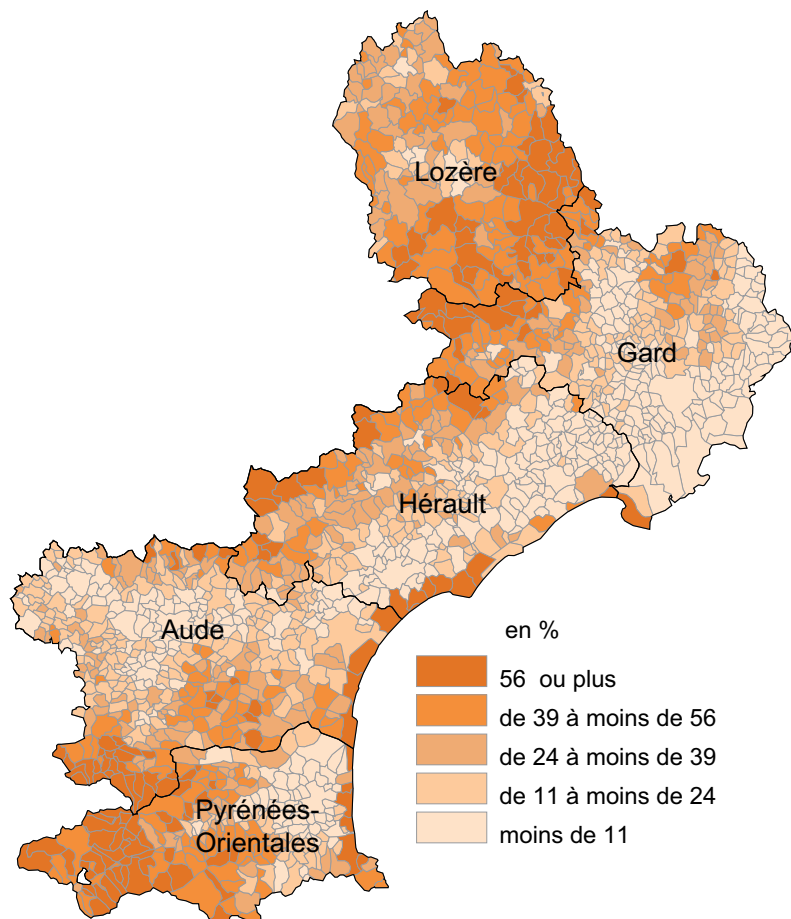 Lozère
Gard
Hérault
Aude
en %
56 ou plus
de 39 à moins de 56
de 24 à moins de 39
de 11 à moins de 24
moins de 11
Pyrénées-
Orientales